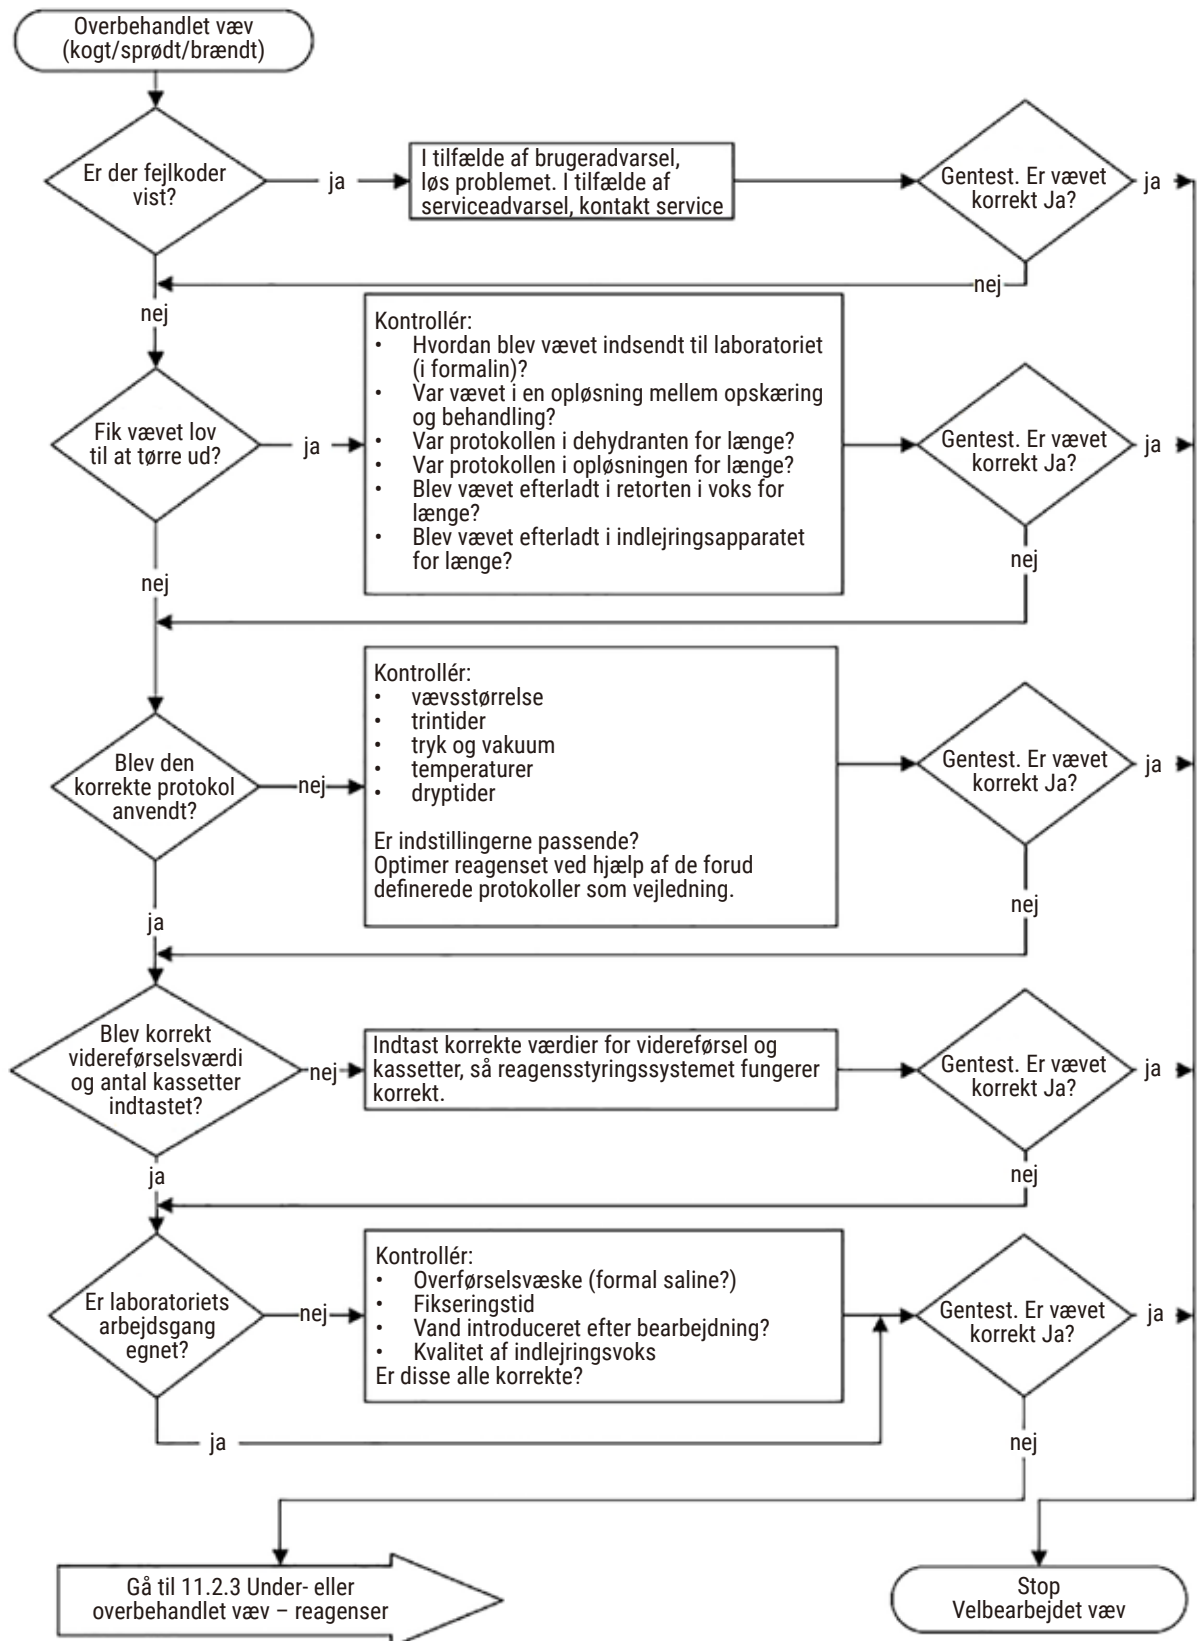 Overbehandlet væv
(kogt/sprødt/brændt)
Er der fejlkoder
vist?
ja
I tilfælde af brugeradvarsel,
løs problemet. I tilfælde af
serviceadvarsel, kontakt service
Gentest. Er vævet
korrekt Ja?
ja
nej
nej
Fik vævet lov
til at tørre ud?
ja
Kontrollér:
• Hvordan blev vævet indsendt til laboratoriet
(i formalin)?
• Var vævet i en opløsning mellem opskæring
og behandling?
• Var protokollen i dehydranten for længe?
• Var protokollen i opløsningen for længe?
• Blev vævet efterladt i retorten i voks for
længe?
• Blev vævet efterladt i indlejringsapparatet
for længe?
Gentest. Er vævet
korrekt Ja?
ja
nej
nej
Blev den
korrekte protokol
anvendt?
nej
Kontrollér:
• vævsstørrelse
• trintider
• tryk og vakuum
• temperaturer
• dryptider
Er indstillingerne passende?
Optimer reagenset ved hjælp af de forud
definerede protokoller som vejledning.
Gentest. Er vævet
korrekt Ja?
ja
nej
ja
Blev korrekt
videreførselsværdi
og antal kassetter
indtastet?
nej
Indtast korrekte værdier for videreførsel og
kassetter, så reagensstyringssystemet fungerer
korrekt.
Gentest. Er vævet
korrekt Ja?
ja
nej
ja
Er laboratoriets
arbejdsgang
egnet?
nej
Kontrollér:
• Overførselsvæske (formal saline?)
• Fikseringstid
• Vand introduceret efter bearbejdning?
• Kvalitet af indlejringsvoks
Er disse alle korrekte?
Gentest. Er vævet
korrekt Ja?
ja
ja
nej
Gå til 11.2.3 Under- eller
overbehandlet væv – reagenser
Stop
Velbearbejdet væv